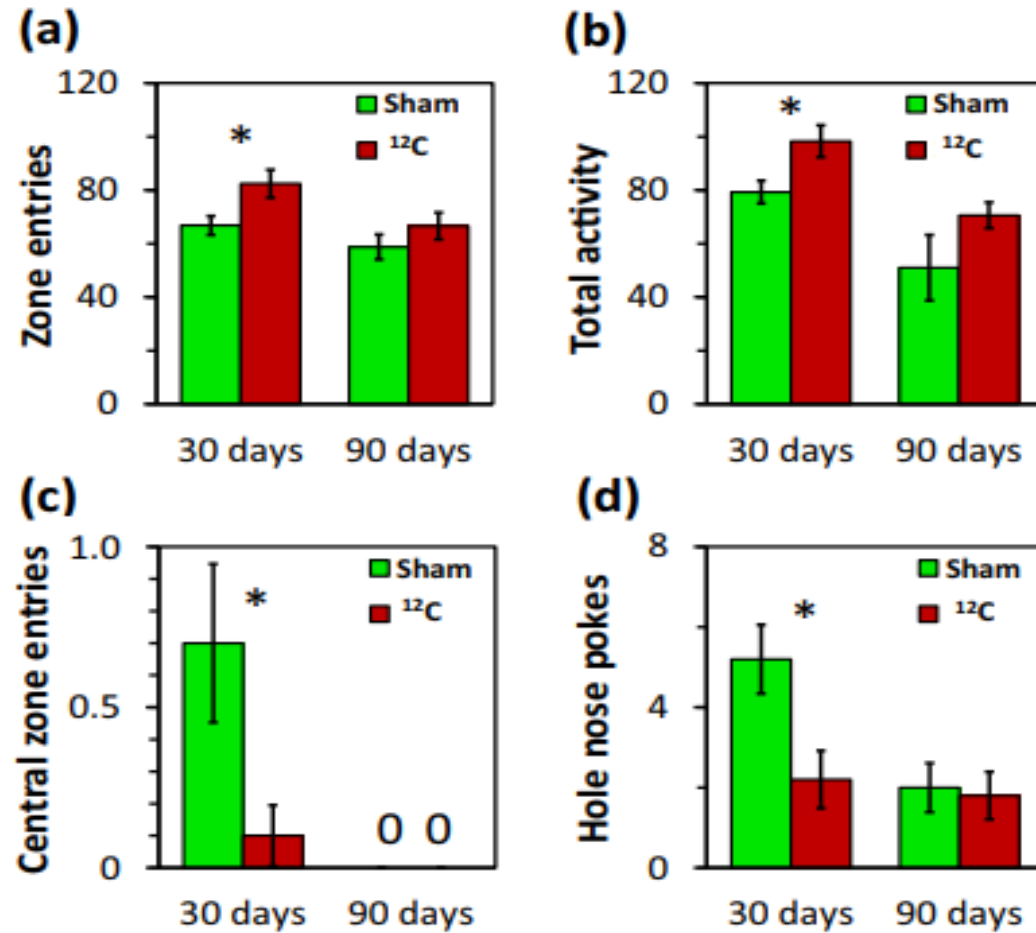 (a)
120
80
40
0
Zone entries
Sham
¹²C
*
30 days 90 days
(b)
120
80
40
0
Total activity
Sham
¹²C
*
30 days 90 days
(c)
1.0
0.5
0
Central zone entries
Sham
¹²C
*
0 0
30 days 90 days
(d)
8
4
0
Hole nose pokes
Sham
¹²C
*
30 days 90 days